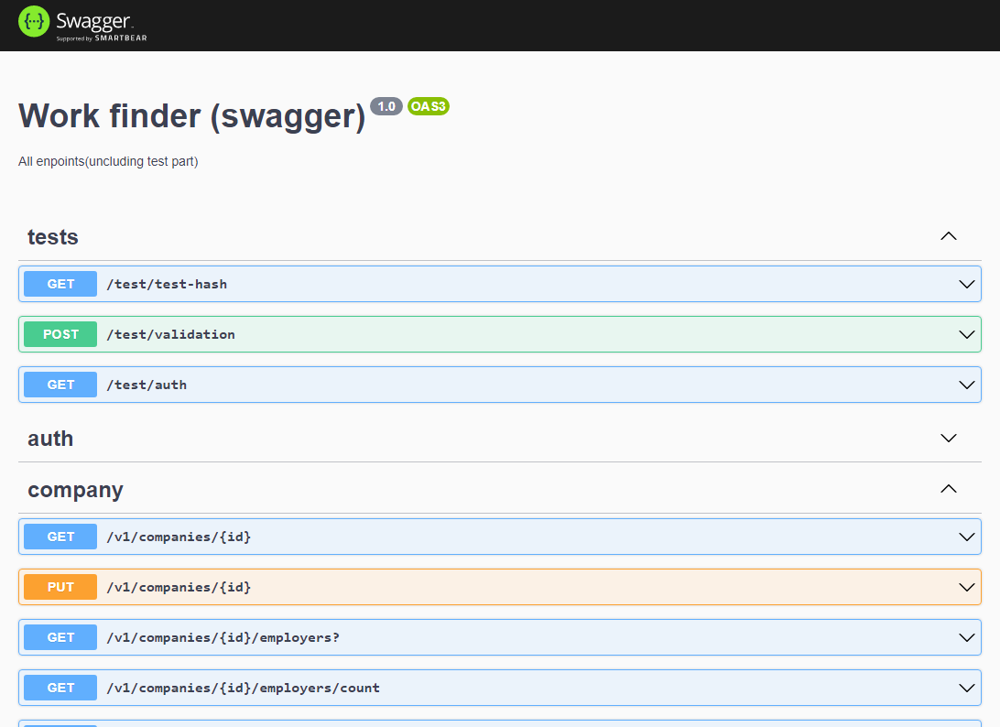 Swagger
Supported by SMARTBEAR
Work finder (swagger) 1.0 OAS3
All enpoints(uncluding test part)
tests
GET /test/test-hash
POST /test/validation
GET /test/auth
auth
company
GET /v1/companies/{id}
PUT /v1/companies/{id}
GET /v1/companies/{id}/employers?
GET /v1/companies/{id}/employers/count